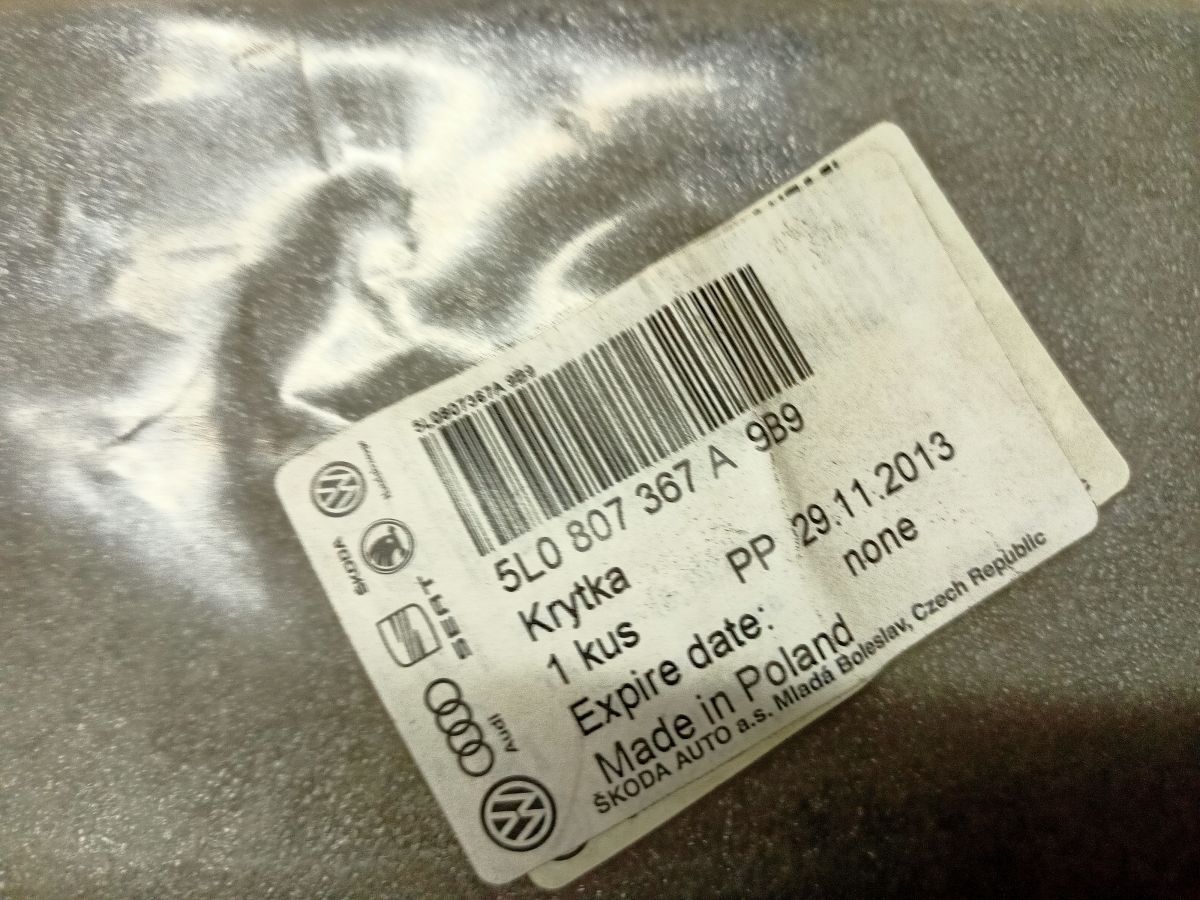 5L0807367A 9B9
5L0 807 367 A 9B9
Krytka
1 kus PP 29.11.2013
Expire date: none
Made in Poland
ŠKODA AUTO a.s. Mladá Boleslav, Czech Republic
ŠKODA
SEAT
Audi